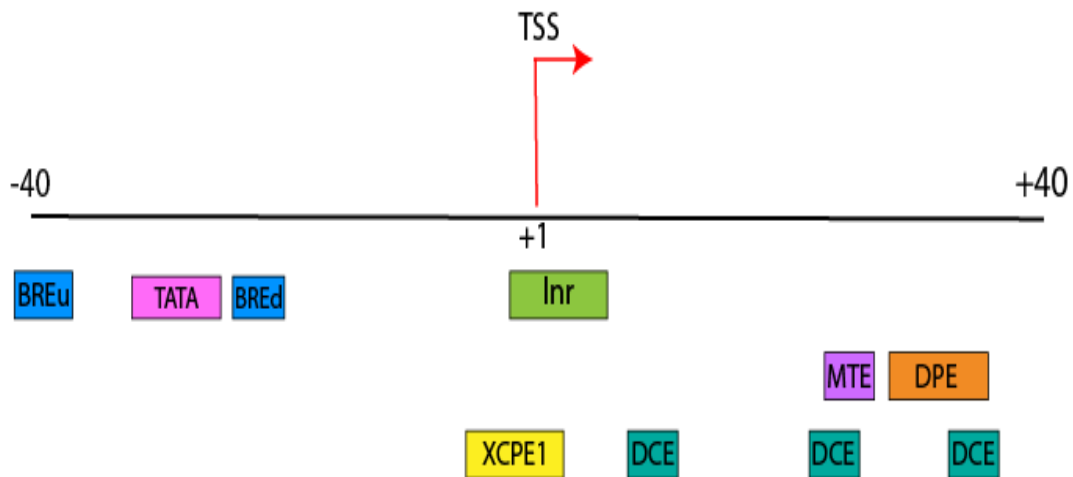 TSS
-40
+40
+1
BREu TATA BREd Inr
MTE DPE
XCPE1 DCE DCE DCE